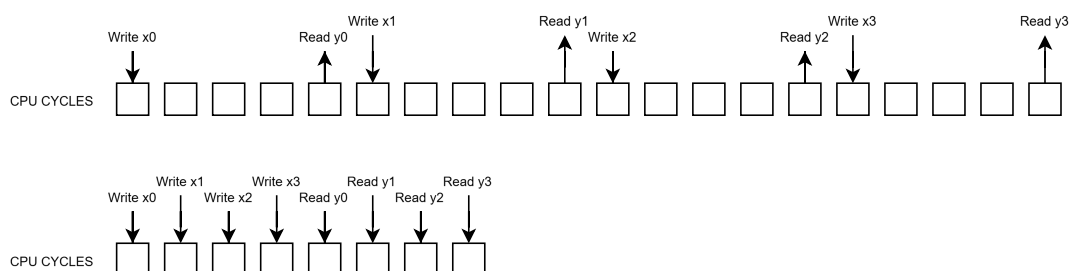 Write x1 Read y1 Write x3 Read y3
Write x0 Read y0 Write x2 Read y2
CPU CYCLES
Write x1 Write x3 Read y1 Read y3
Write x0 Write x2 Read y0 Read y2
CPU CYCLES